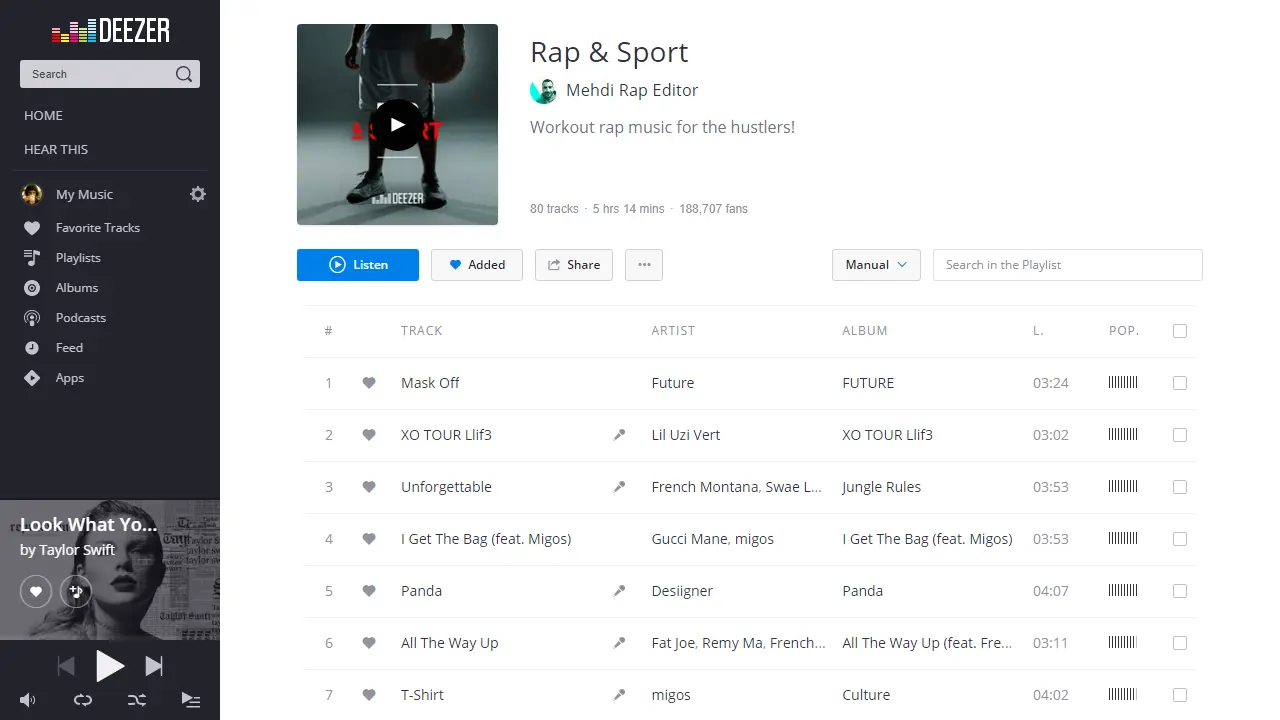 DEEZER
Search
HOME
HEAR THIS
My Music
Favorite Tracks
Playlists
Albums
Podcasts
Feed
Apps
Look What Yo...
by Taylor Swift
DEEZER
Rap & Sport
Mehdi Rap Editor
Workout rap music for the hustlers!
80 tracks · 5 hrs 14 mins · 188,707 fans
Listen
Added
Share
Manual
Search in the Playlist
# TRACK ARTIST ALBUM L. POP.
1 Mask Off Future FUTURE 03:24
2 XO TOUR Llif3 Lil Uzi Vert XO TOUR Llif3 03:02
3 Unforgettable French Montana, Swae L... Jungle Rules 03:53
4 I Get The Bag (feat. Migos) Gucci Mane, migos I Get The Bag (feat. Migos) 03:53
5 Panda Desiigner Panda 04:07
6 All The Way Up Fat Joe, Remy Ma, French... All The Way Up (feat. Fre... 03:11
7 T-Shirt migos Culture 04:02